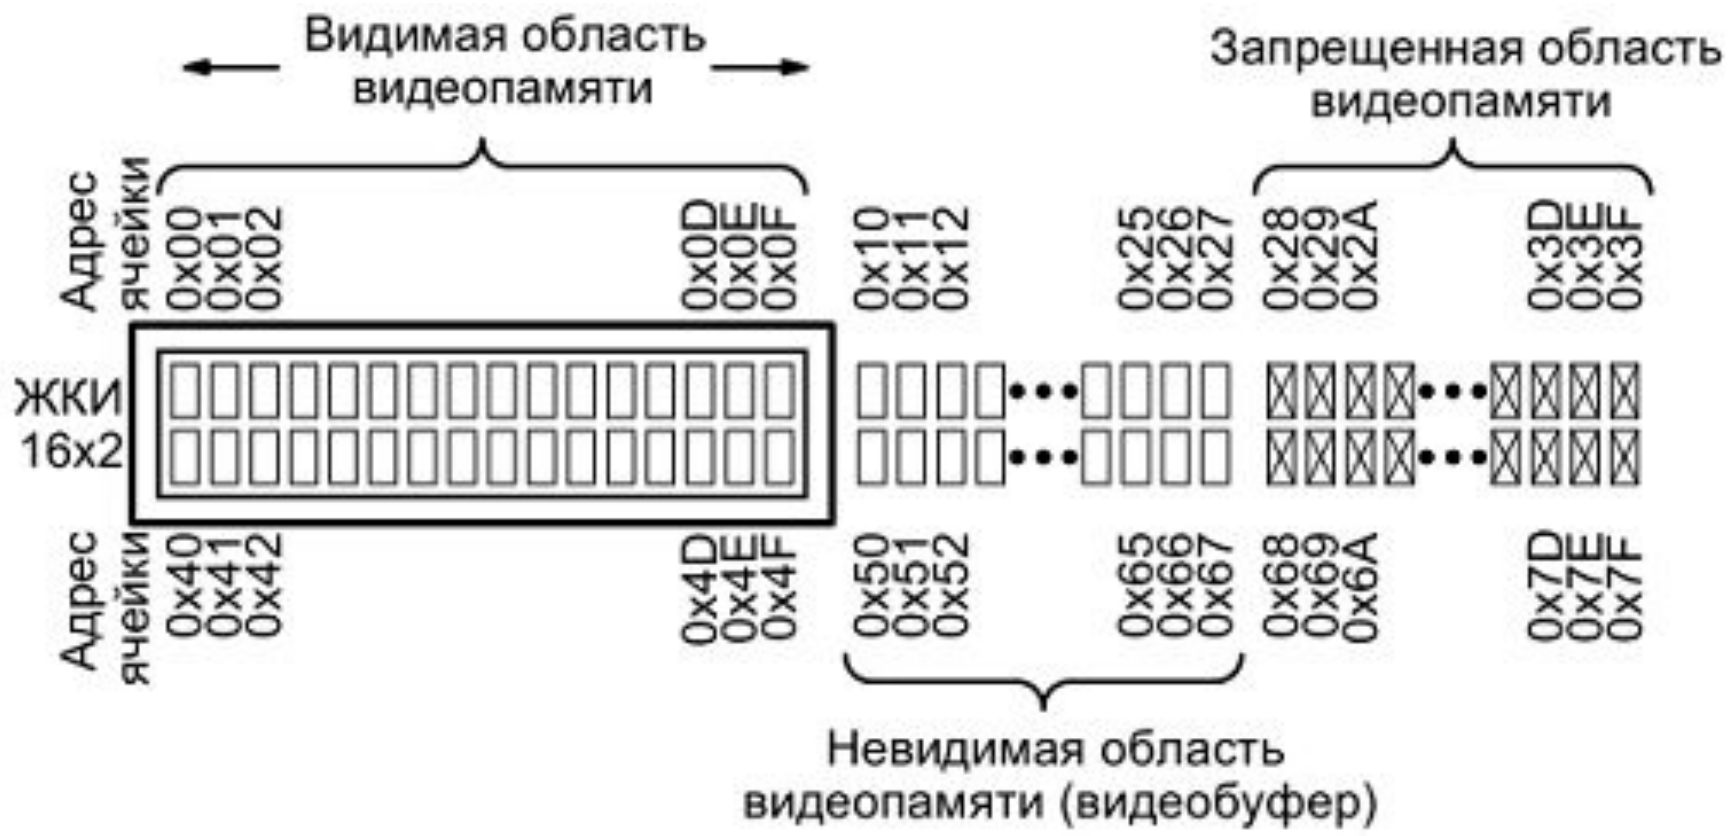 Видимая область
видеопамяти
Запрещенная область
видеопамяти
Адрес
ячейки
0x00
0x01
0x02
0x0D
0x0E
0x0F
0x10
0x11
0x12
0x25
0x26
0x27
0x28
0x29
0x2A
0x3D
0x3E
0x3F
ЖКИ
16x2
Адрес
ячейки
0x40
0x41
0x42
0x4D
0x4E
0x4F
0x50
0x51
0x52
0x65
0x66
0x67
0x68
0x69
0x6A
0x7D
0x7E
0x7F
Невидимая область
видеопамяти (видеобуфер)